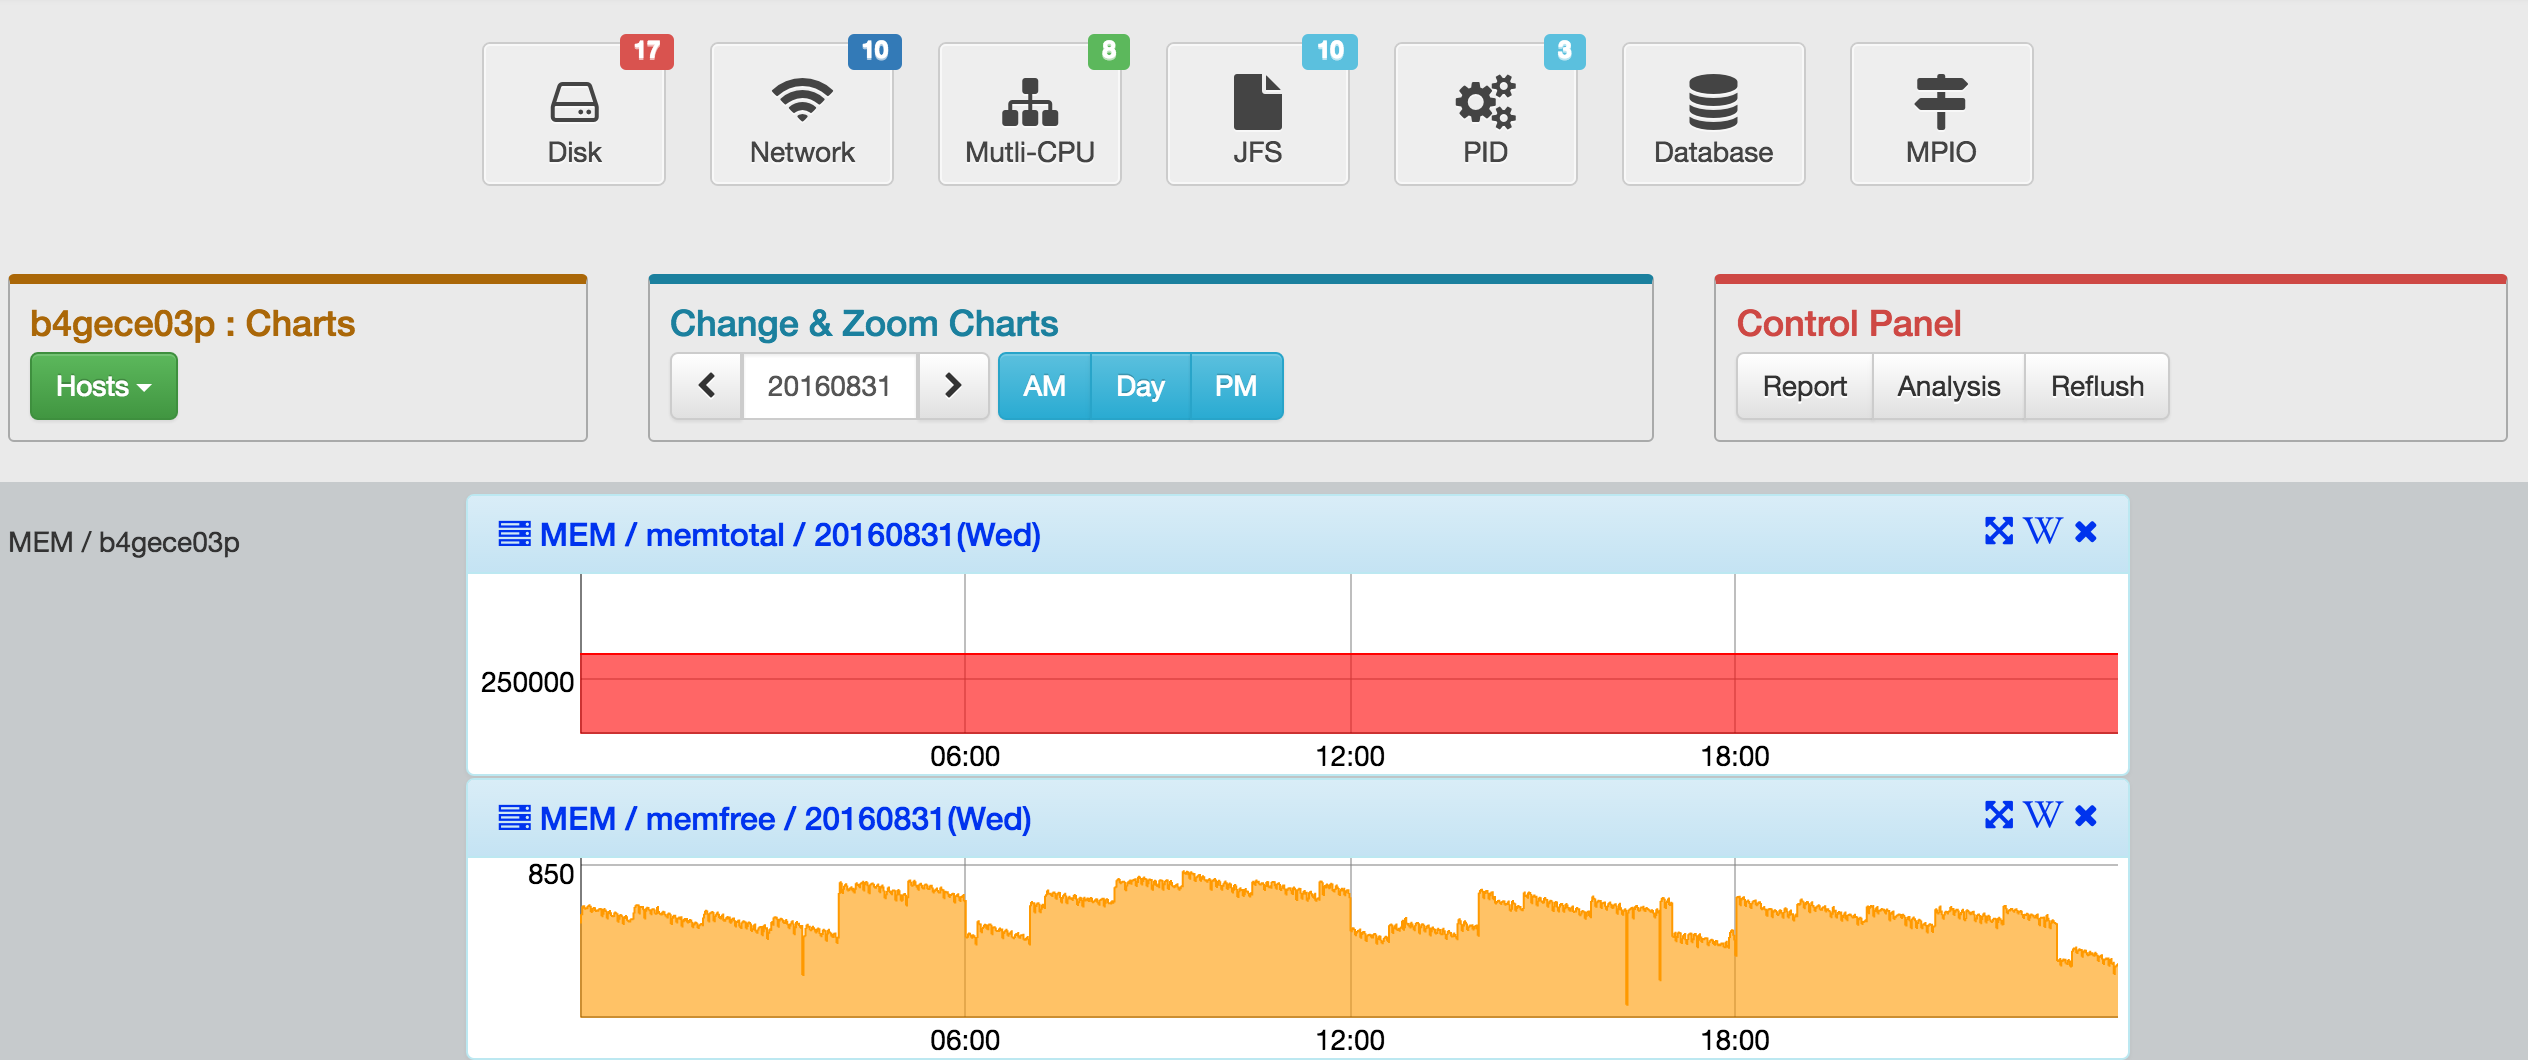 17 10 8 10 3
Disk Network Mutli-CPU JFS PID Database MPIO
b4gece03p : Charts
Hosts
Change & Zoom Charts
20160831 AM Day PM
Control Panel
Report Analysis Reflush
MEM / b4gece03p
MEM / memtotal / 20160831(Wed)
W
250000
06:00 12:00 18:00
MEM / memfree / 20160831(Wed)
W
850
06:00 12:00 18:00